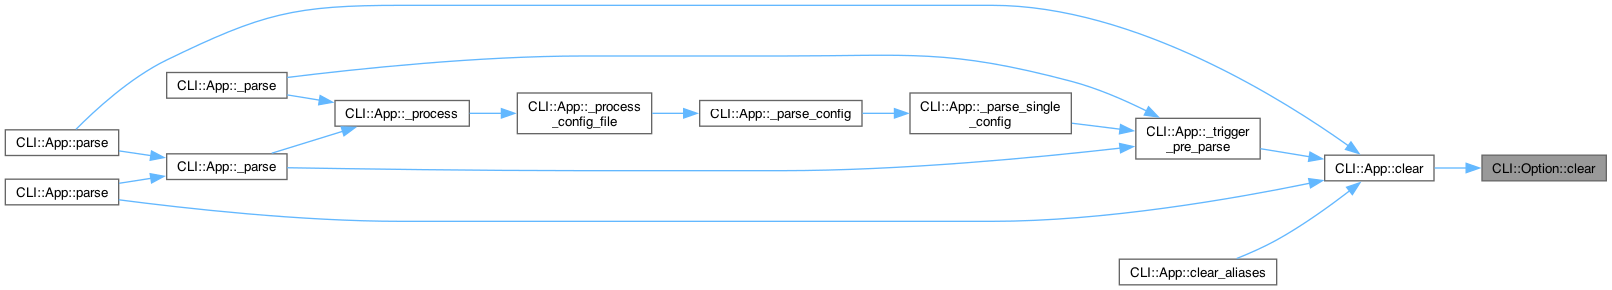 CLI::App::parse
CLI::App::parse
CLI::App::_parse
CLI::App::_parse
CLI::App::_process
CLI::App::_process
_config_file
CLI::App::_parse_config
CLI::App::_parse_single
_config
CLI::App::_trigger
_pre_parse
CLI::App::clear_aliases
CLI::App::clear
CLI::Option::clear